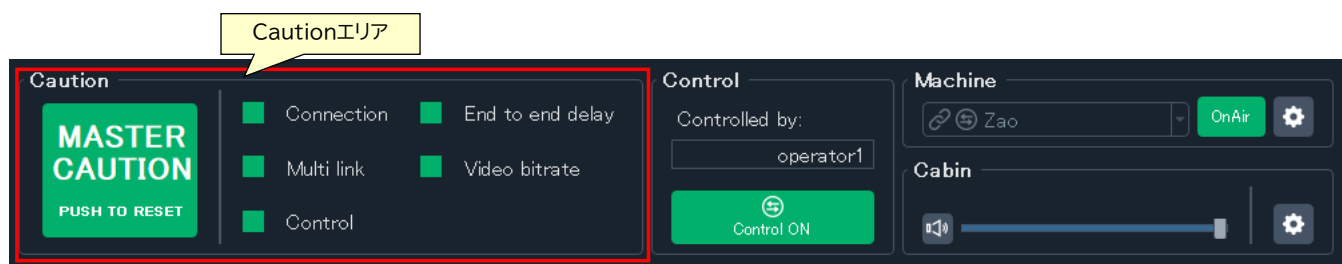 Cautionエリア
Caution
MASTER
CAUTION
PUSH TO RESET
Connection
End to end delay
Multi link
Video bitrate
Control
Control
Controlled by:
operator1
Control ON
Machine
Zao
OnAir
Cabin